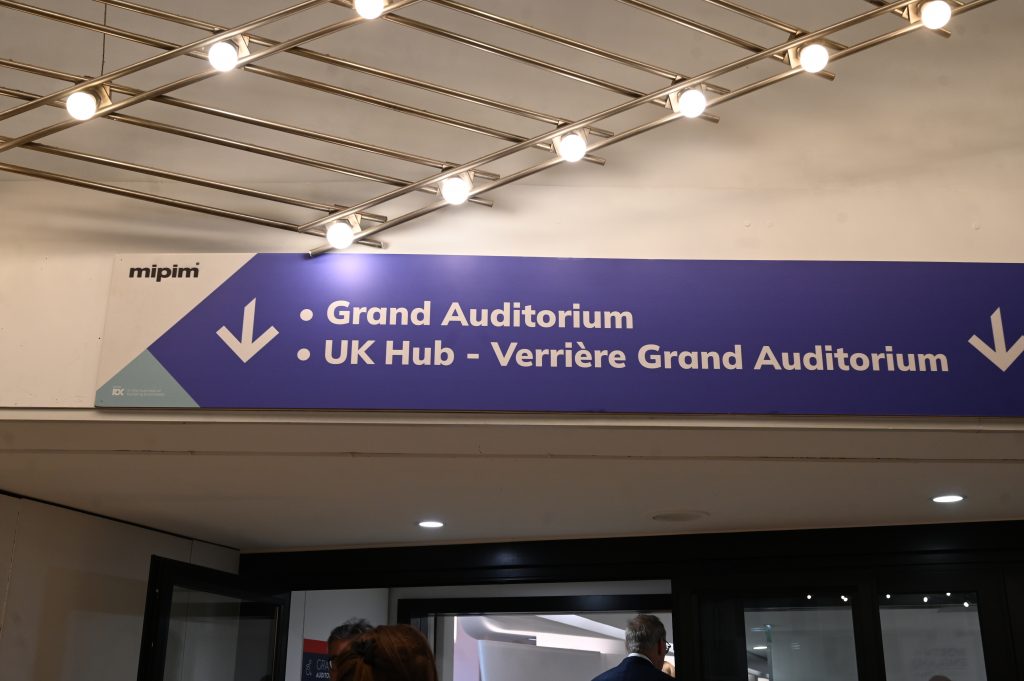 mipim
• Grand Auditorium
• UK Hub - Verrière Grand Auditorium